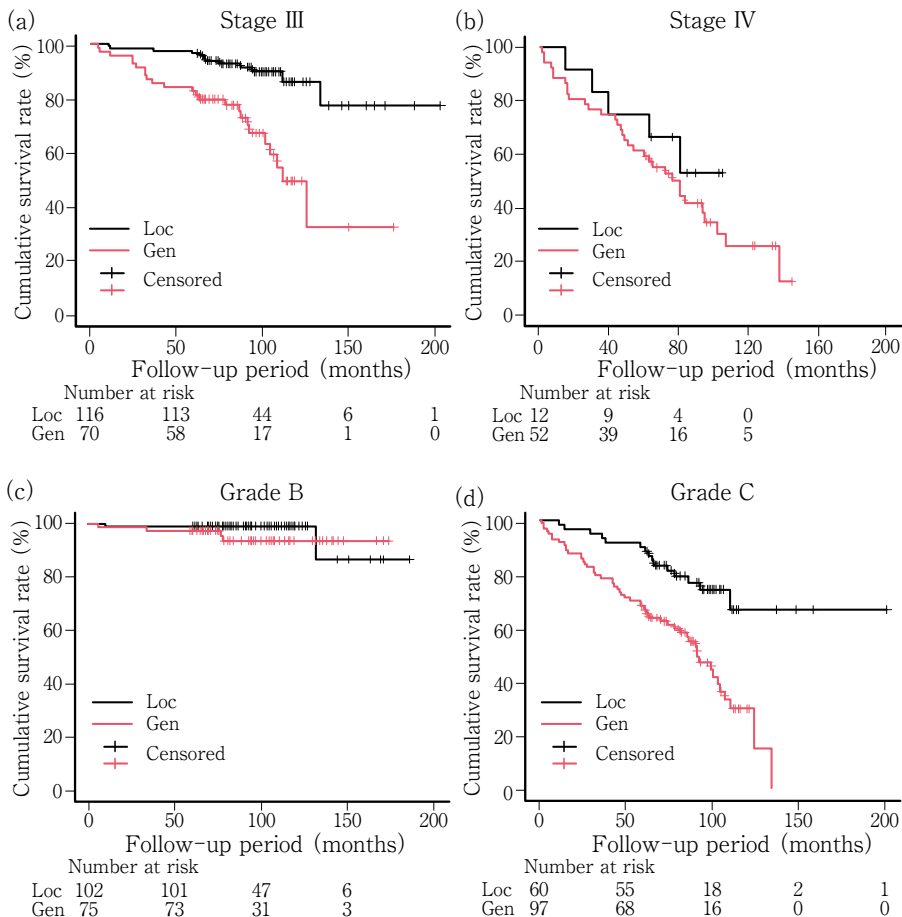 (a)
Stage III
Cumulative survival rate (%)
100
80
60
40
20
0
Loc
Gen
Censored
0 50 100 150 200
Follow-up period (months)
Number at risk
Loc 116 113 44 6 1
Gen 70 58 17 1 0
(b)
Stage IV
Cumulative survival rate (%)
100
80
60
40
20
0
Loc
Gen
Censored
0 40 80 120 160 200
Follow-up period (months)
Number at risk
Loc 12 9 4 0
Gen 52 39 16 5
(c)
Grade B
Cumulative survival rate (%)
100
80
60
40
20
0
Loc
Gen
Censored
0 50 100 150 200
Follow-up period (months)
Number at risk
Loc 102 101 47 6
Gen 75 73 31 3
(d)
Grade C
Cumulative survival rate (%)
100
80
60
40
20
0
Loc
Gen
Censored
0 50 100 150 200
Follow-up period (months)
Number at risk
Loc 60 55 18 2 1
Gen 97 68 16 0 0